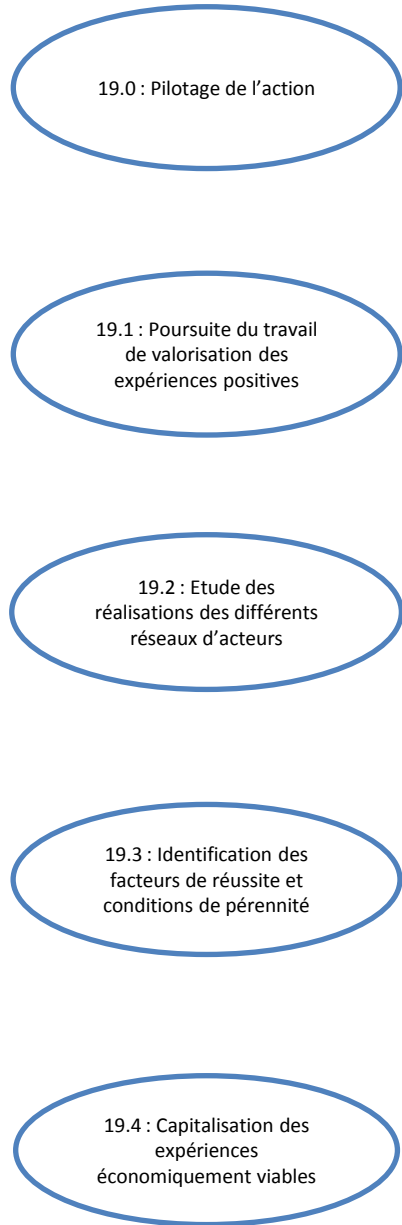 19.0 : Pilotage de l’action
19.1 : Poursuite du travail
de valorisation des
expériences positives
19.2 : Etude des
réalisations des différents
réseaux d’acteurs
19.3 : Identification des
facteurs de réussite et
conditions de pérennité
19.4 : Capitalisation des
expériences
économiquement viables